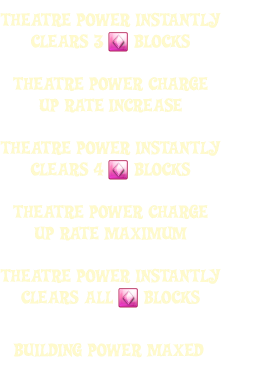 THEATRE POWER INSTANTLY
CLEARS 3 BLOCKS
THEATRE POWER CHARGE
UP RATE INCREASE
THEATRE POWER INSTANTLY
CLEARS 4 BLOCKS
THEATRE POWER CHARGE
UP RATE MAXIMUM
THEATRE POWER INSTANTLY
CLEARS ALL BLOCKS
BUILDING POWER MAXED